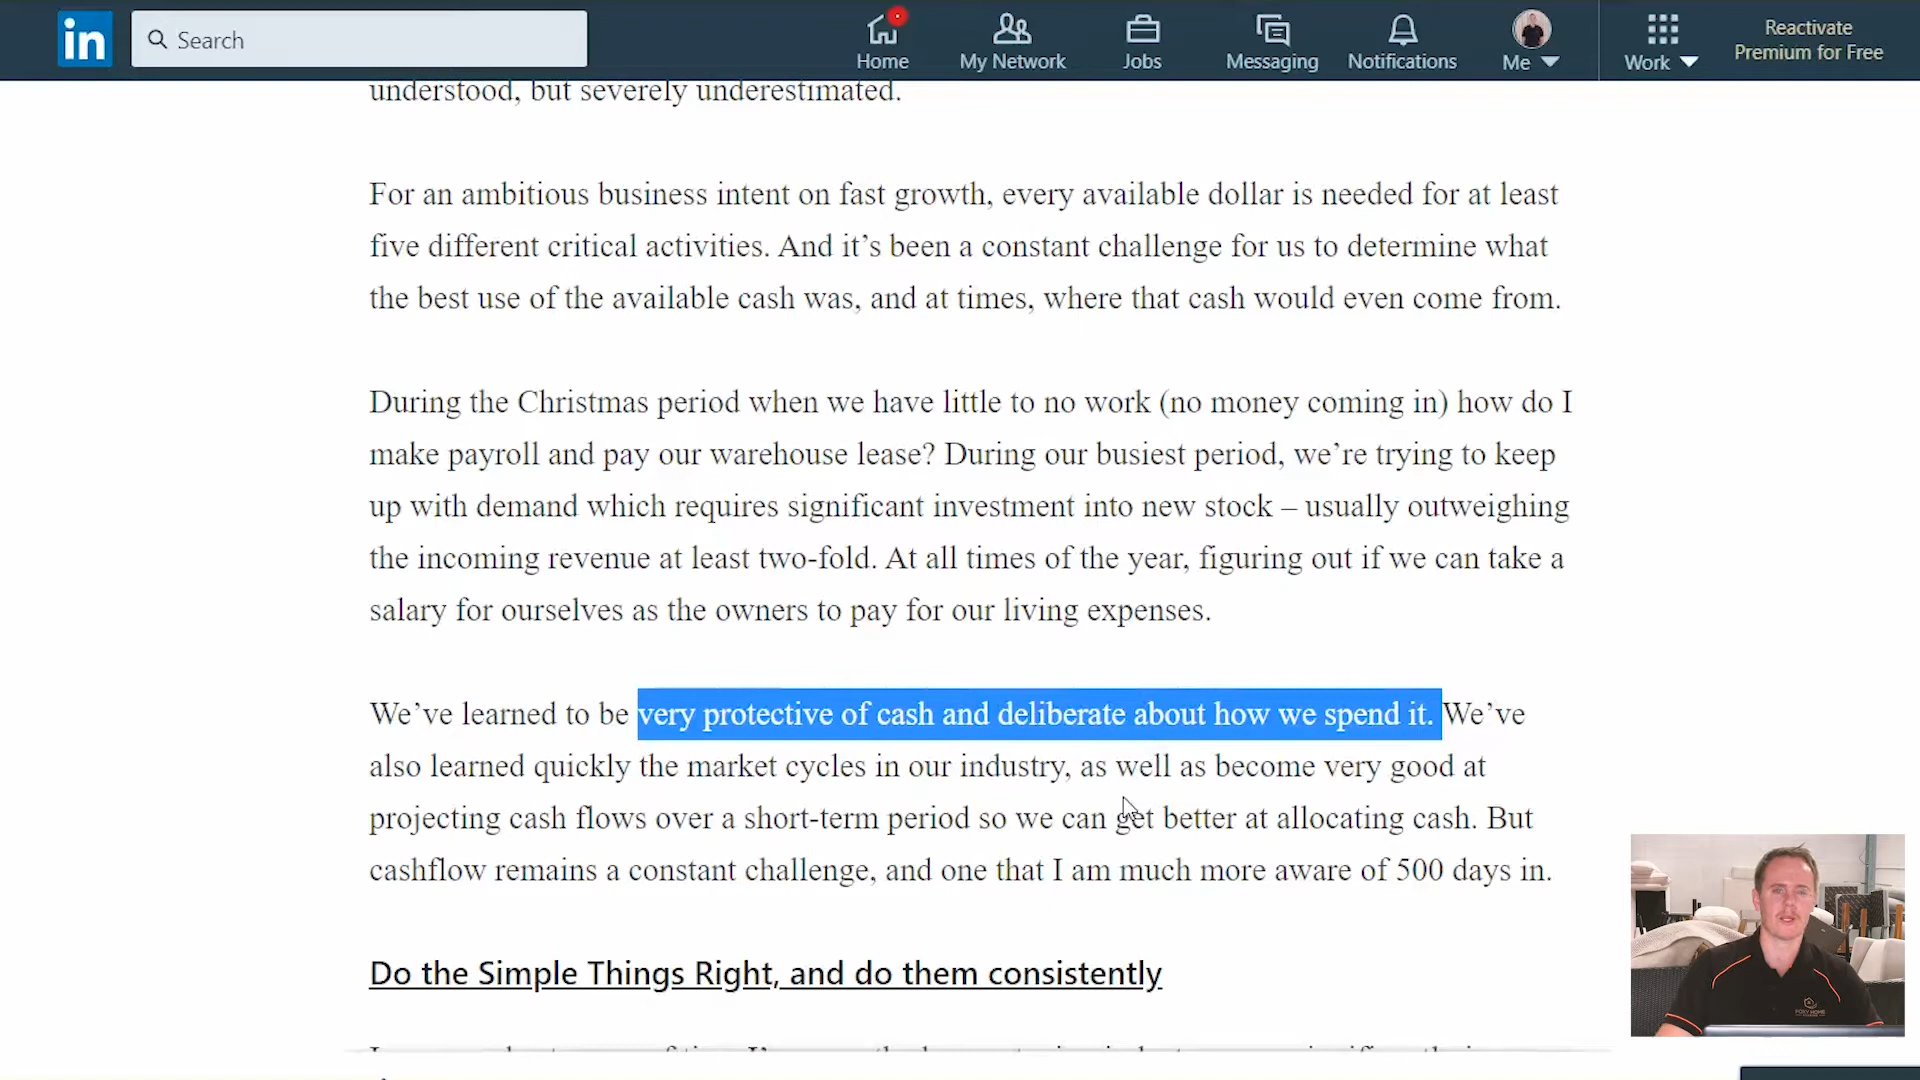 in
Search
Home
My Network
Jobs
Messaging
Notifications
Me
Work
Reactivate
Premium for Free
understood, but severely underestimated.
For an ambitious business intent on fast growth, every available dollar is needed for at least
five different critical activities. And it’s been a constant challenge for us to determine what
the best use of the available cash was, and at times, where that cash would even come from.
During the Christmas period when we have little to no work (no money coming in) how do I
make payroll and pay our warehouse lease? During our busiest period, we’re trying to keep
up with demand which requires significant investment into new stock – usually outweighing
the incoming revenue at least two-fold. At all times of the year, figuring out if we can take a
salary for ourselves as the owners to pay for our living expenses.
We’ve learned to be very protective of cash and deliberate about how we spend it. We’ve
also learned quickly the market cycles in our industry, as well as become very good at
projecting cash flows over a short-term period so we can get better at allocating cash. But
cashflow remains a constant challenge, and one that I am much more aware of 500 days in.
Do the Simple Things Right, and do them consistently